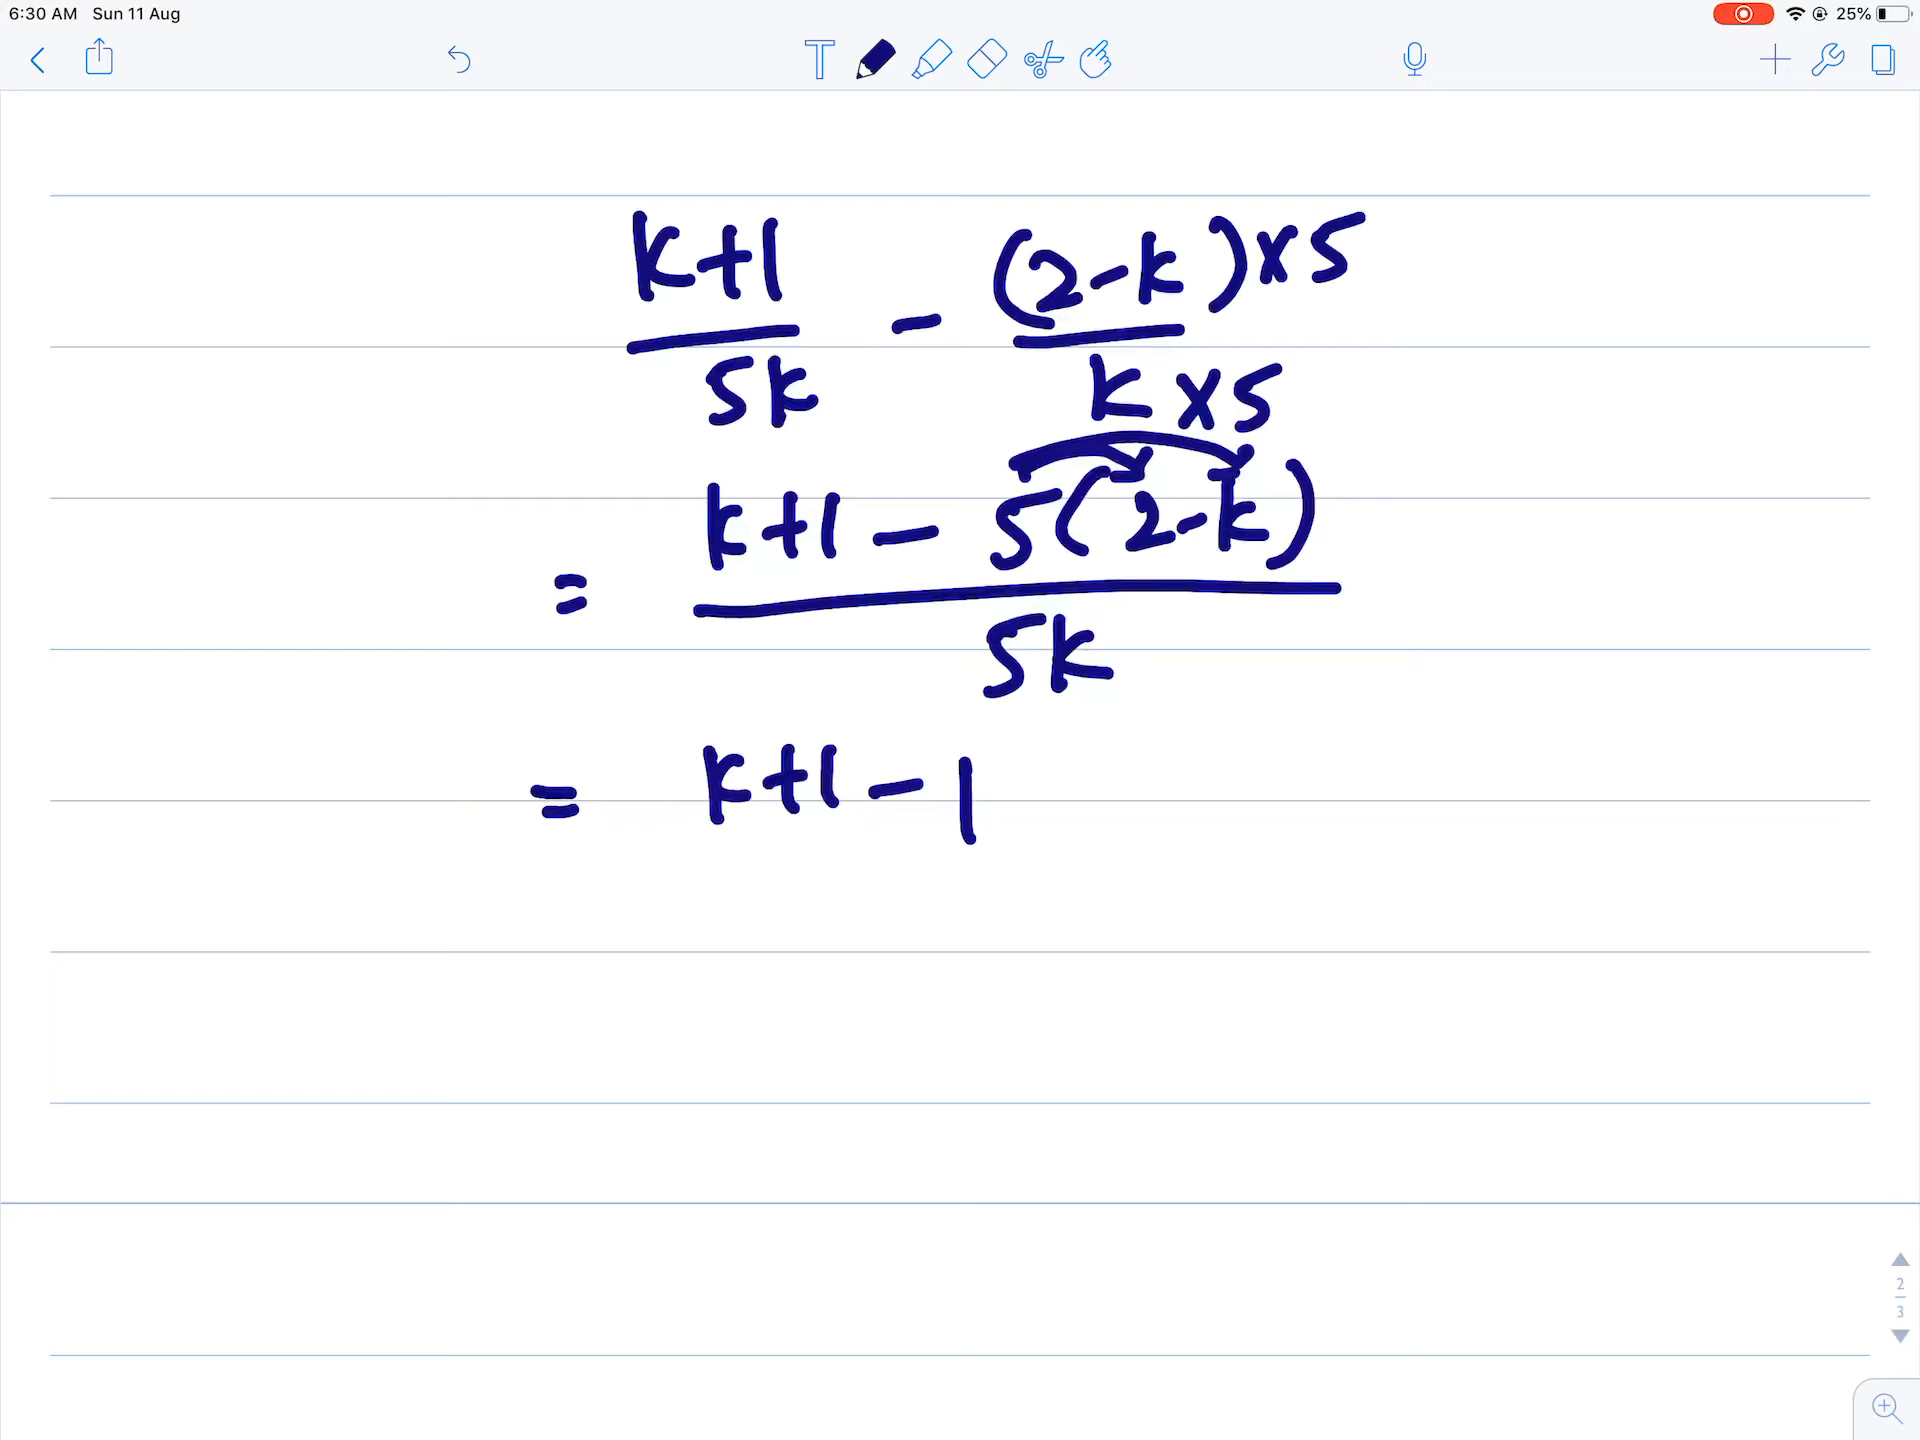 6:30 AM Sun 11 Aug 25%
T
k+1 - (2-k)×5
5k k×5
k+1 - 5(2-k)
=
5k
= k+1 - 1
2
3